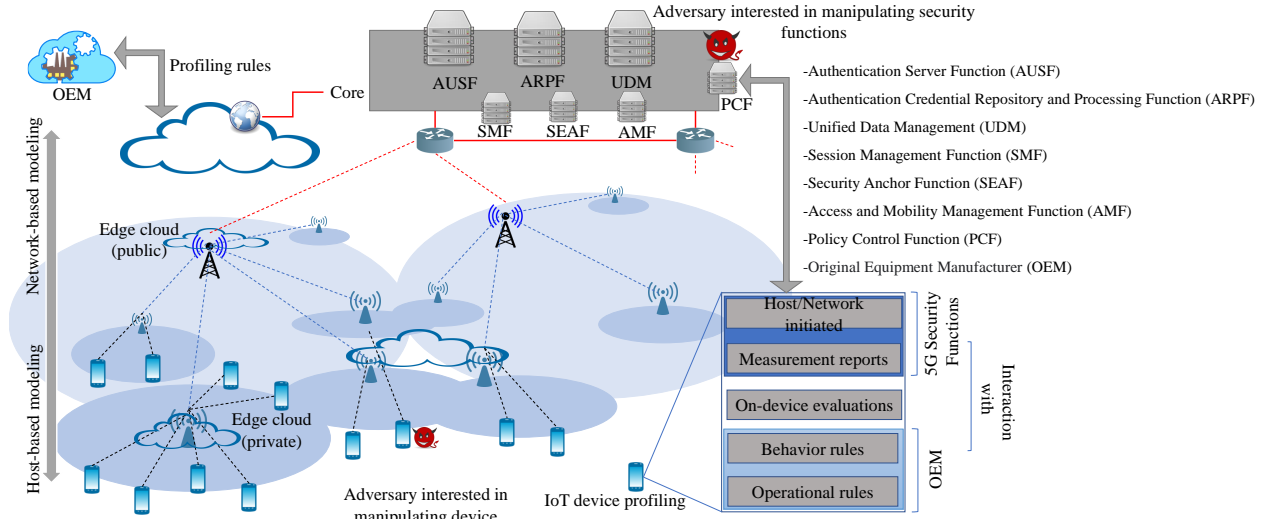 Adversary interested in manipulating security
functions
OEM
Profiling rules
Core
AUSF
ARPF
UDM
PCF
SMF
SEAF
AMF
-Authentication Server Function (AUSF)
-Authentication Credential Repository and Processing Function (ARPF)
-Unified Data Management (UDM)
-Session Management Function (SMF)
-Security Anchor Function (SEAF)
-Access and Mobility Management Function (AMF)
-Policy Control Function (PCF)
-Original Equipment Manufacturer (OEM)
Network-based modeling
Host-based modeling
Edge cloud
(public)
Edge cloud
(private)
Adversary interested in
manipulating device
IoT device profiling
Host/Network
initiated
Measurement reports
On-device evaluations
Behavior rules
Operational rules
5G Security
Functions
OEM
Interaction
with